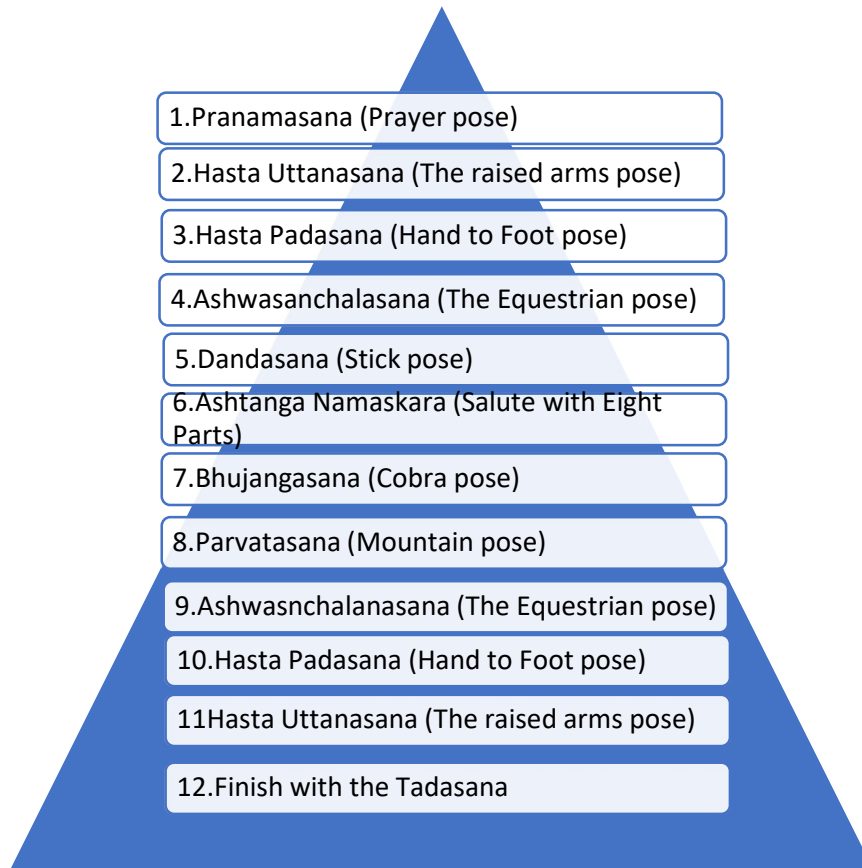 1.Pranamasana (Prayer pose)
2.Hasta Uttanasana (The raised arms pose)
3.Hasta Padasana (Hand to Foot pose)
4.Ashwasanchalasana (The Equestrian pose)
5.Dandasana (Stick pose)
6.Ashtanga Namaskara (Salute with Eight
Parts)
7.Bhujangasana (Cobra pose)
8.Parvatasana (Mountain pose)
9.Ashwasnchalanasana (The Equestrian pose)
10.Hasta Padasana (Hand to Foot pose)
11Hasta Uttanasana (The raised arms pose)
12.Finish with the Tadasana